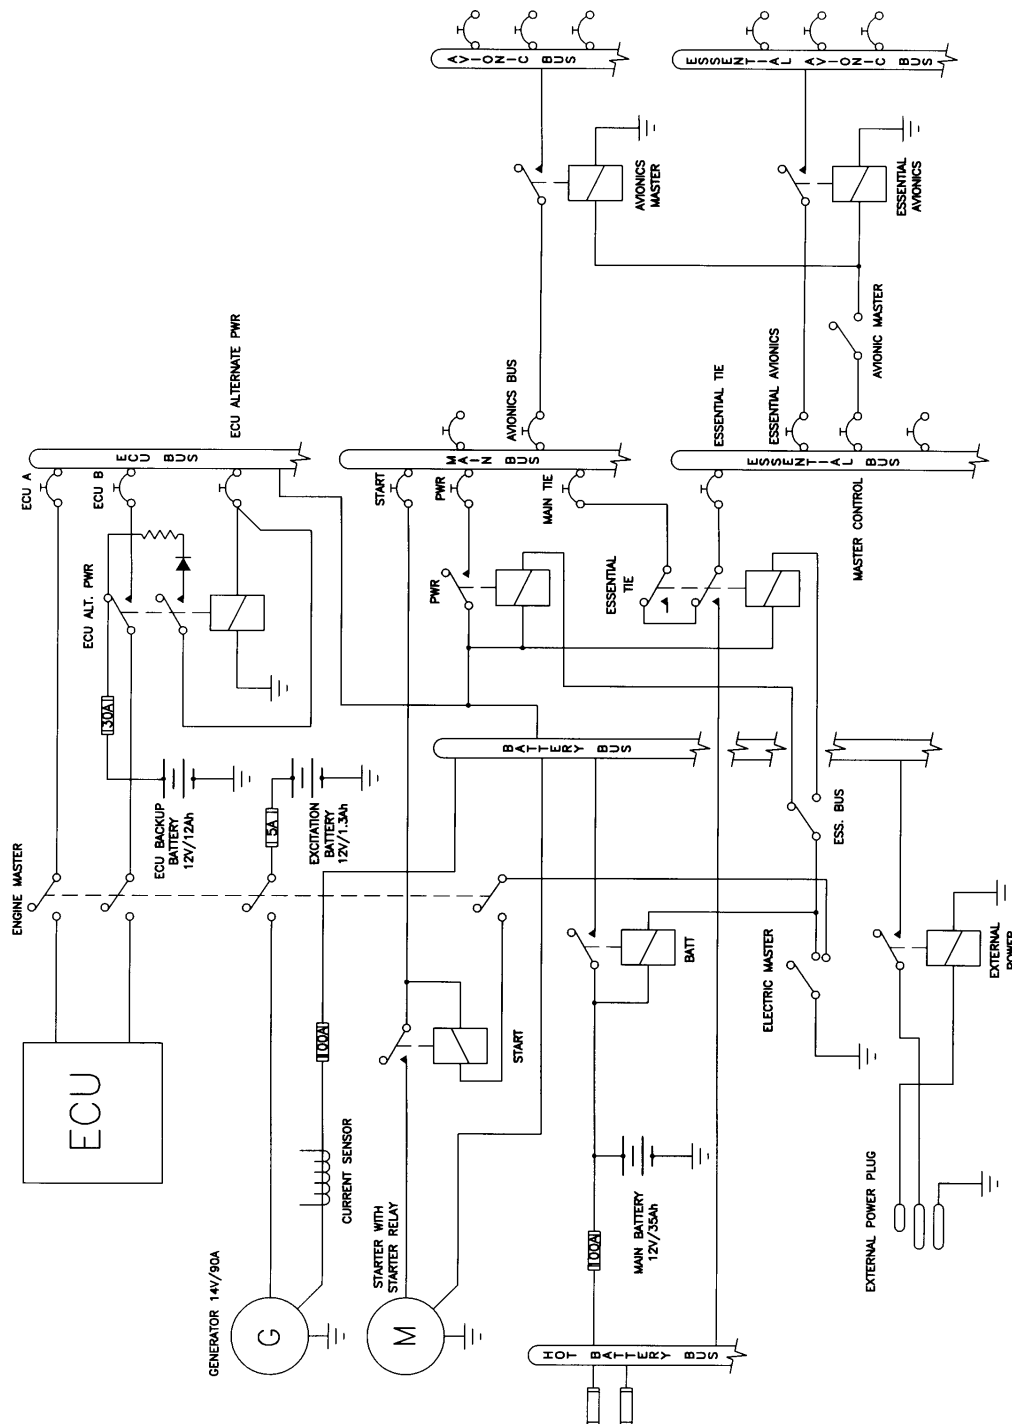 AVIONIC BUS
ESSENTIAL AVIONIC BUS
AVIONICS
MASTER
ESSENTIAL
AVIONICS
ECU ALTERNATE PWR
AVIONICS BUS
ESSENTIAL TIE
ESSENTIAL AVIONICS
AVIONIC MASTER
ECU A
ECU BUS
ECU B
START
MAIN BUS
PWR
MAIN TIE
ESSENTIAL BUS
MASTER CONTROL
ECU ALT. PWR
PWR
ESSENTIAL
TIE
30A
BATTERY BUS
ECU BACKUP
BATTERY
12V/12Ah
5A
EXCITATION
BATTERY
12V/1.3Ah
ESS. BUS
ENGINE MASTER
BATT
ELECTRIC MASTER
EXTERNAL
POWER
ECU
100A
START
CURRENT SENSOR
GENERATOR 14V/90A
G
STARTER WITH
STARTER RELAY
M
100A
MAIN BATTERY
12V/35Ah
EXTERNAL POWER PLUG
HOT BATTERY BUS